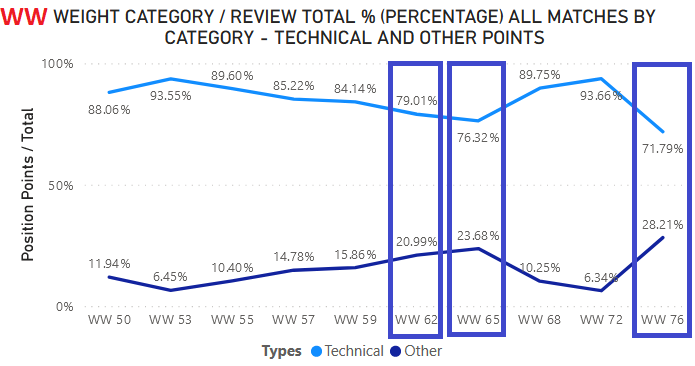 WW WEIGHT CATEGORY / REVIEW TOTAL % (PERCENTAGE) ALL MATCHES BY
CATEGORY - TECHNICAL AND OTHER POINTS
Position Points / Total
100%
50%
0%
88.06%
93.55%
89.60%
85.22%
84.14%
79.01%
76.32%
89.75%
93.66%
71.79%
11.94%
6.45%
10.40%
14.78%
15.86%
20.99%
23.68%
10.25%
6.34%
28.21%
WW 50
WW 53
WW 55
WW 57
WW 59
WW 62
WW 65
WW 68
WW 72
WW 76
Types Technical Other